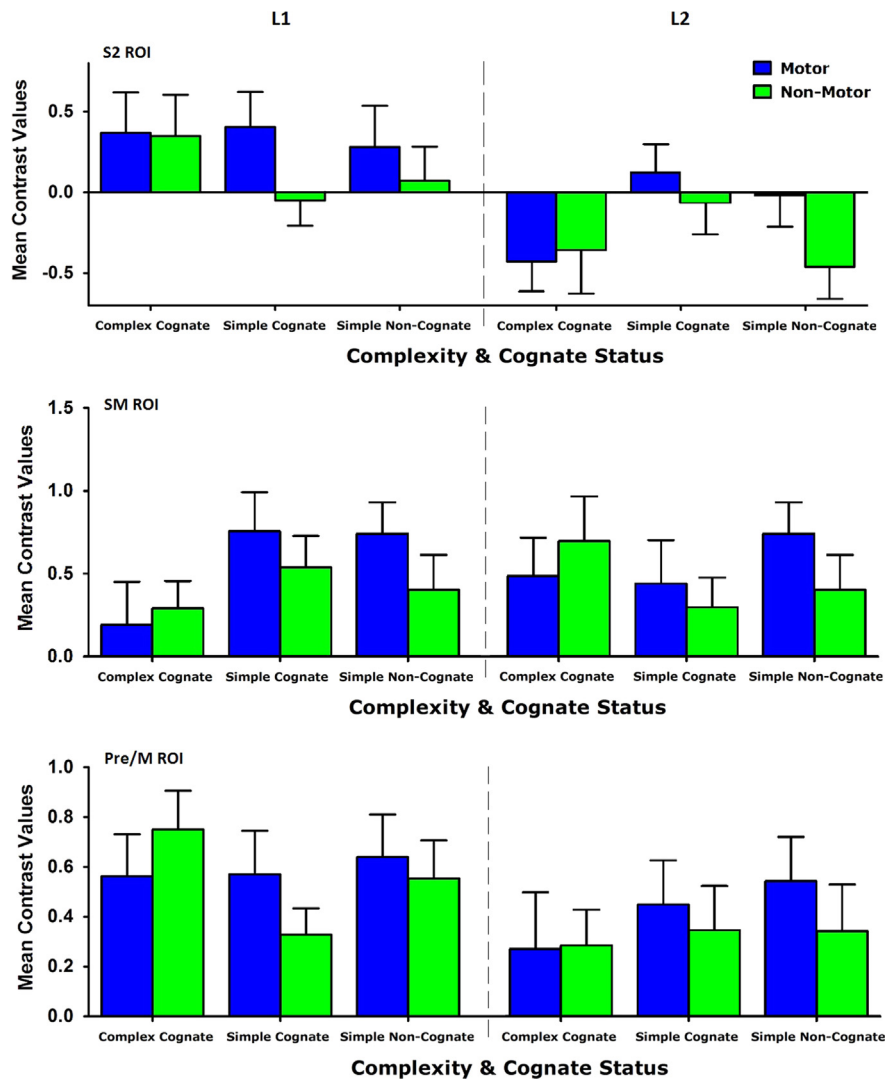 L1 L2
S2 ROI
Motor
Non-Motor
Mean Contrast Values
0.5
0.0
-0.5
Complex Cognate Simple Cognate Simple Non-Cognate Complex Cognate Simple Cognate Simple Non-Cognate
Complexity & Cognate Status
SM ROI
Mean Contrast Values
1.5
1.0
0.5
0.0
Complex Cognate Simple Cognate Simple Non-Cognate Complex Cognate Simple Cognate Simple Non-Cognate
Complexity & Cognate Status
Pre/M ROI
Mean Contrast Values
1.0
0.8
0.6
0.4
0.2
0.0
Complex Cognate Simple Cognate Simple Non-Cognate Complex Cognate Simple Cognate Simple Non-Cognate
Complexity & Cognate Status